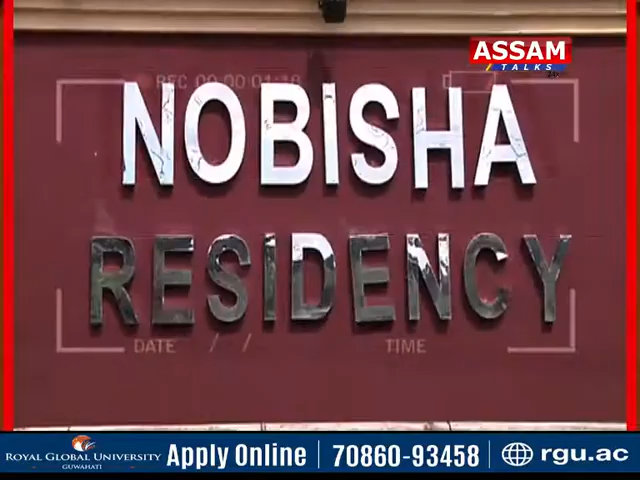 ASSAM
TALKS
REC 00:00:01:18
NOBISHA
RESIDENCY
DATE / /
TIME
ROYAL GLOBAL UNIVERSITY
GUWAHATI
Apply Online
70860-93458
rgu.ac